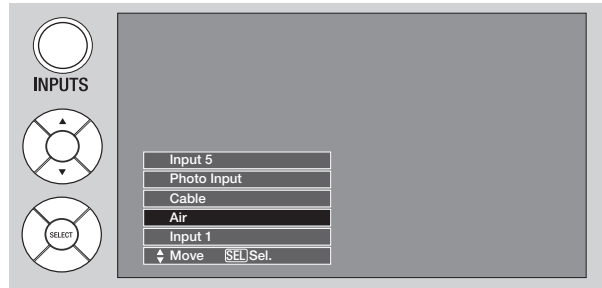 INPUTS
SELECT
Input 5
Photo Input
Cable
Air
Input 1
Move SEL Sel.